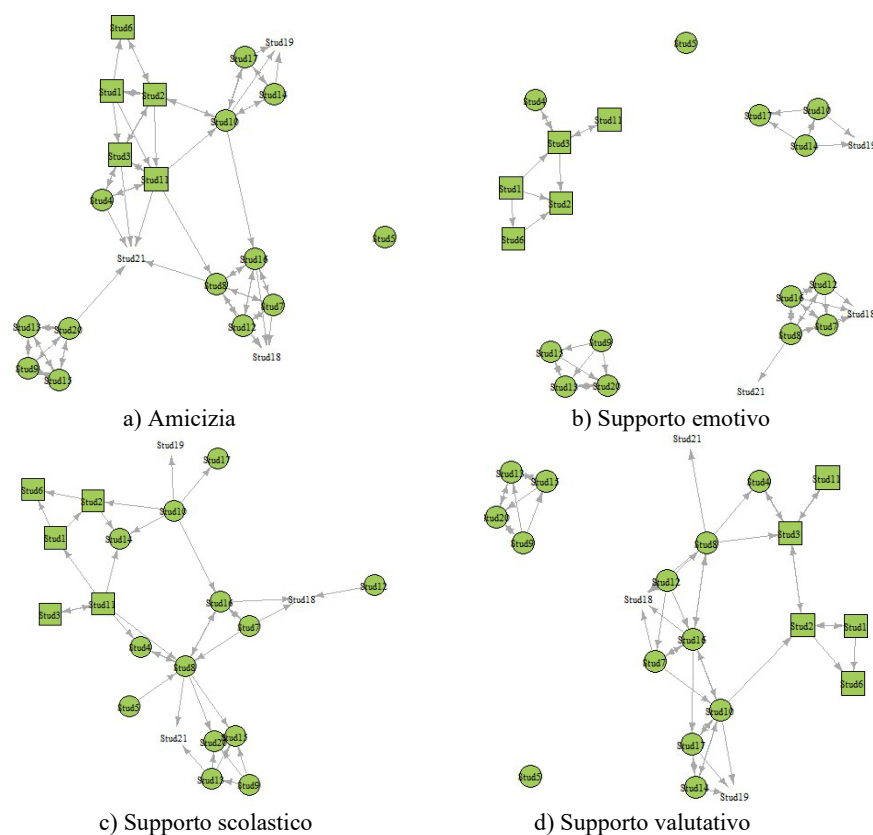 Stud6
Stud19
Stud17
Stud1
Stud2
Stud14
Stud10
Stud3
Stud11
Stud4
Stud5
Stud21
Stud16
Stud8
Stud7
Stud12
Stud13
Stud20
Stud18
Stud9
Stud15
a) Amicizia
Stud5
Stud4
Stud11
Stud10
Stud17
Stud3
Stud14
Stud19
Stud1
Stud2
Stud6
Stud12
Stud16
Stud18
Stud7
Stud8
Stud9
Stud15
Stud13
Stud20
Stud21
b) Supporto emotivo
Stud19
Stud17
Stud6
Stud2
Stud10
Stud14
Stud1
Stud12
Stud11
Stud16
Stud18
Stud3
Stud7
Stud4
Stud8
Stud5
Stud21
Stud15
Stud13
Stud9
c) Supporto scolastico
Stud21
Stud13
Stud15
Stud4
Stud11
Stud20
Stud3
Stud9
Stud8
Stud12
Stud18
Stud2
Stud1
Stud16
Stud7
Stud6
Stud10
Stud17
Stud5
Stud14
Stud19
d) Supporto valutativo